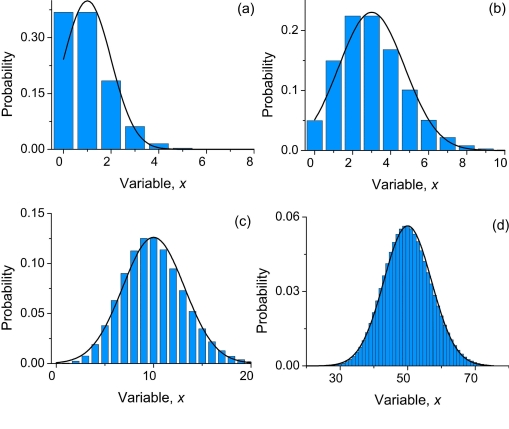 (a)
0.30
0.15
0.00
Probability
0 2 4 6 8
Variable, x
(b)
0.2
0.1
0.0
Probability
0 2 4 6 8 10
Variable, x
(c)
0.15
0.10
0.05
0.00
Probability
0 10 20
Variable, x
(d)
0.06
0.03
0.00
Probability
30 50 70
Variable, x